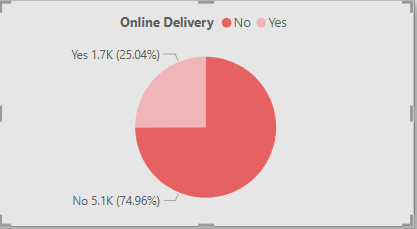 Online Delivery No Yes
Yes 1.7K (25.04%)
No 5.1K (74.96%)